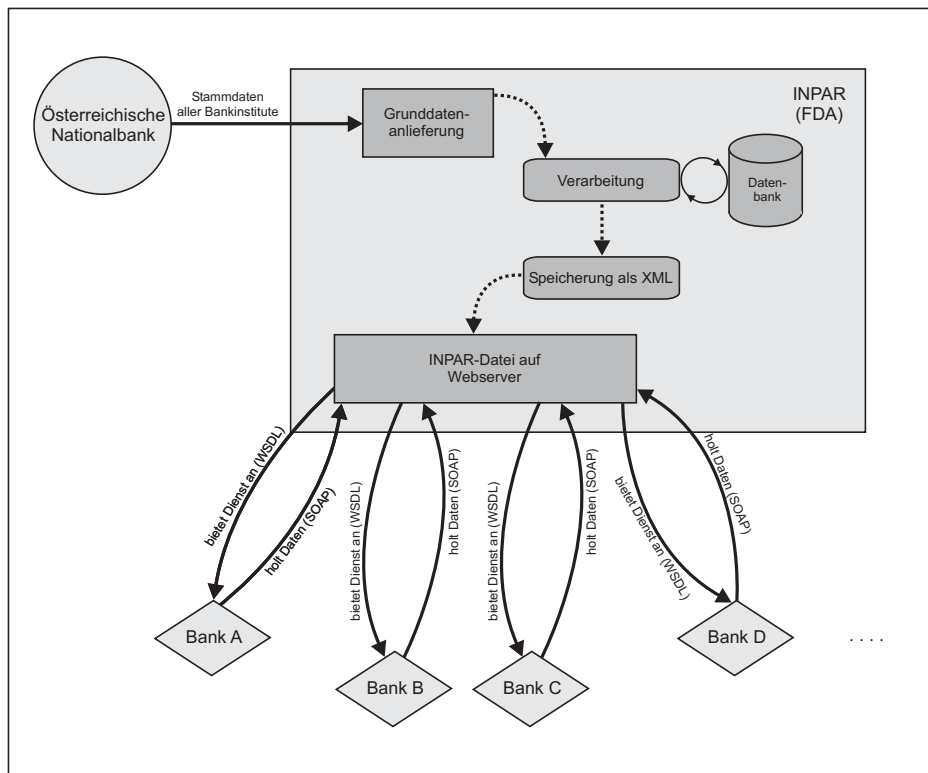 Österreichische
Nationalbank
Stammdaten
aller Bankinstitute
Grunddaten-
anlieferung
INPAR
(FDA)
Verarbeitung
Daten-
bank
Speicherung als XML
INPAR-Datei auf
Webserver
bietet Dienst an (WSDL)
holt Daten (SOAP)
bietet Dienst an (WSDL)
holt Daten (SOAP)
bietet Dienst an (WSDL)
holt Daten (SOAP)
bietet Dienst an (WSDL)
holt Daten (SOAP)
Bank A
Bank B
Bank C
Bank D
. . . .